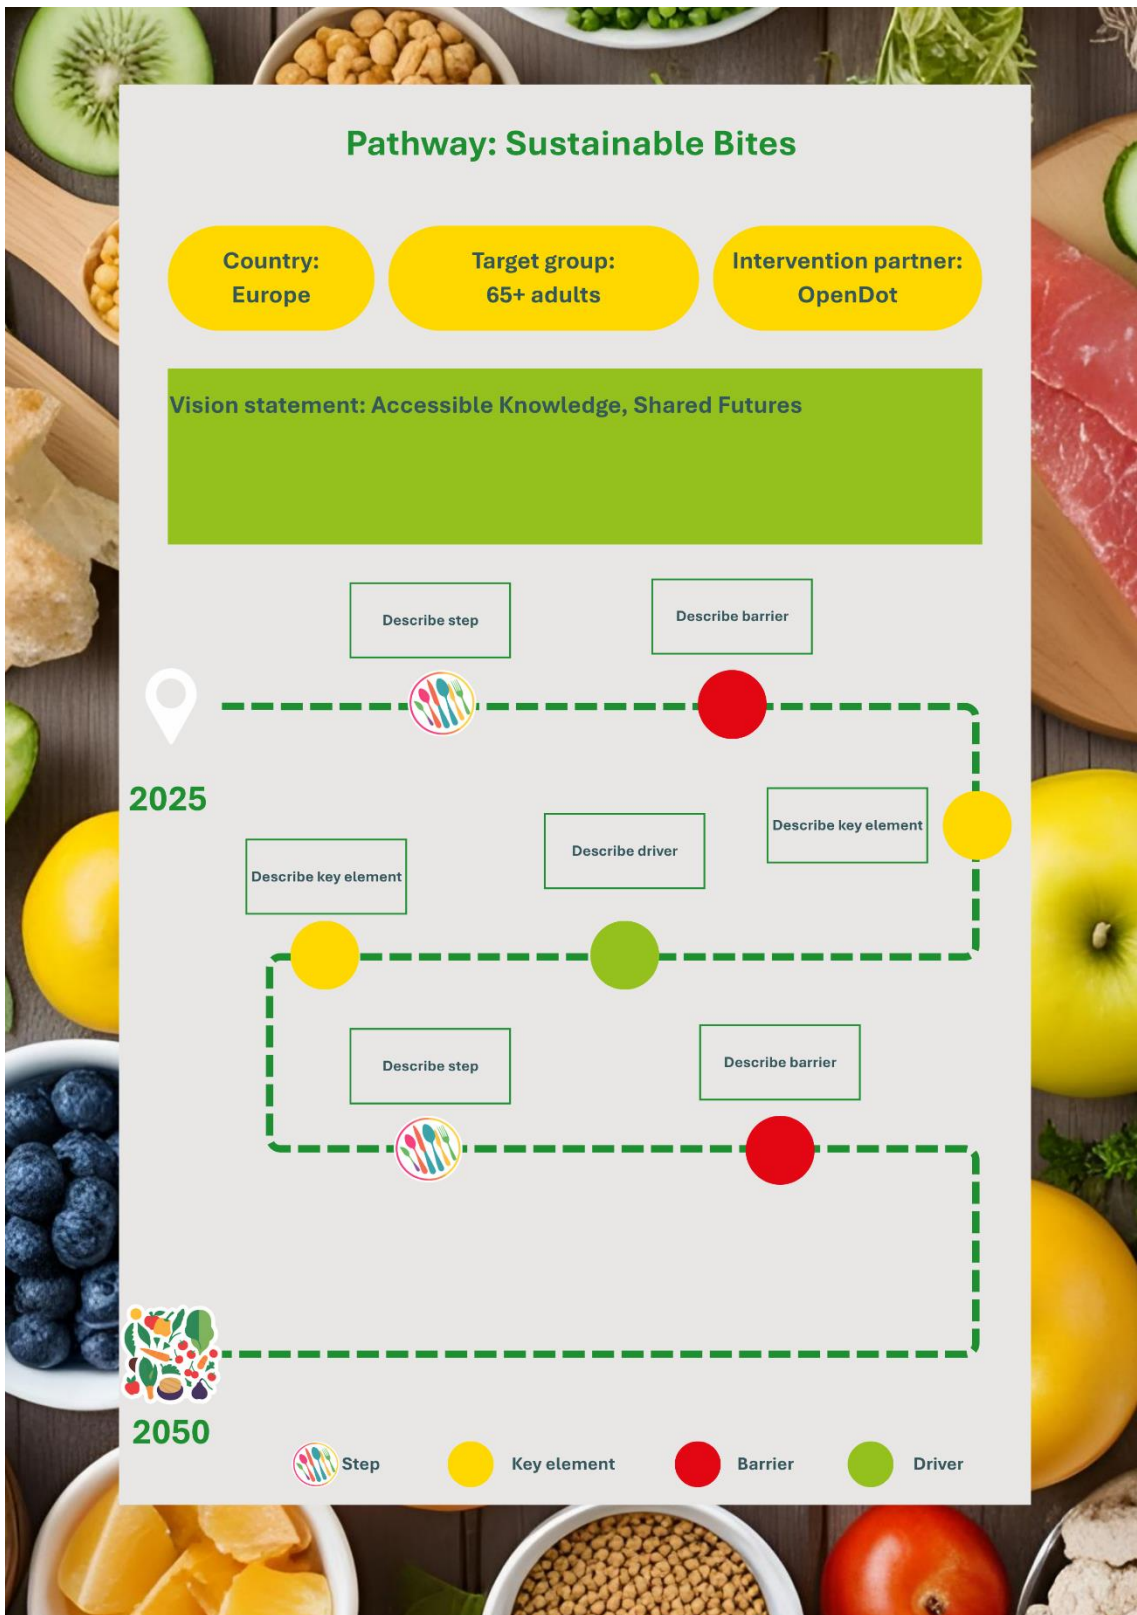 Pathway: Sustainable Bites
Country:
Europe
Target group:
65+ adults
Intervention partner:
OpenDot
Vision statement: Accessible Knowledge, Shared Futures
Describe step
Describe barrier
2025
Describe key element
Describe driver
Describe key element
Describe step
Describe barrier
2050
Step
Key element
Barrier
Driver